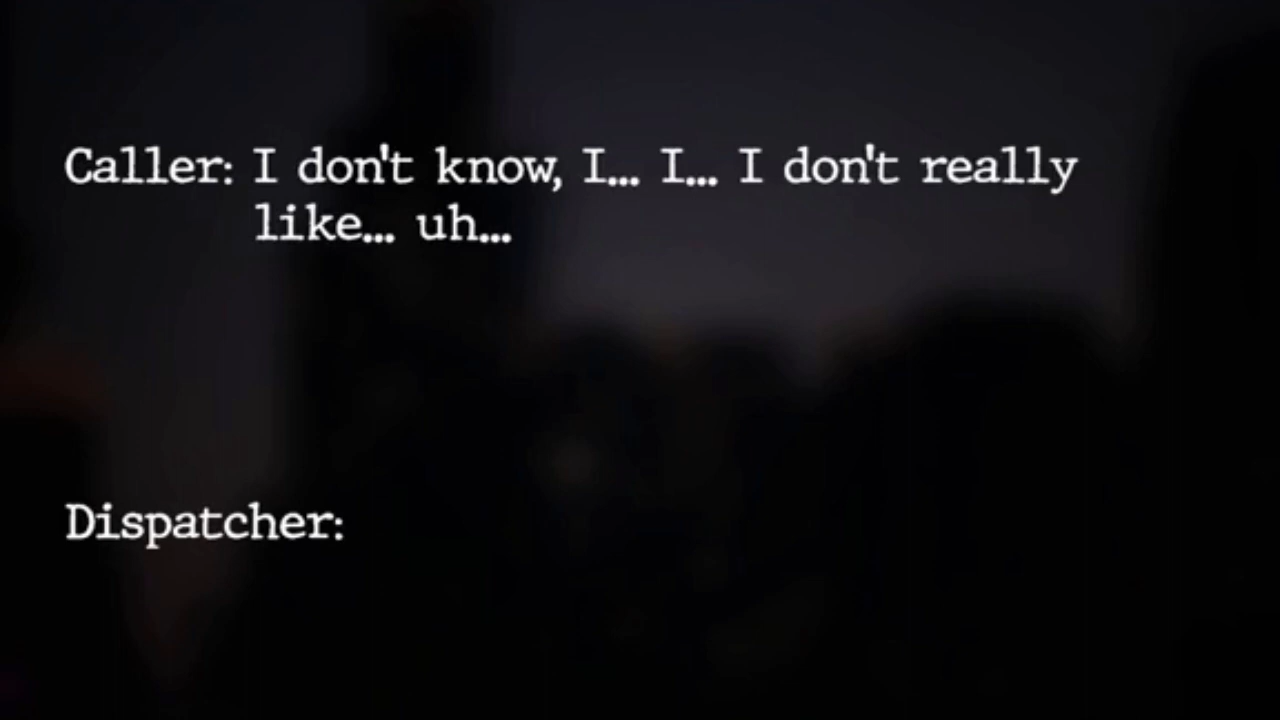 Caller: I don't know, I... I... I don't really
like... uh...
Dispatcher: